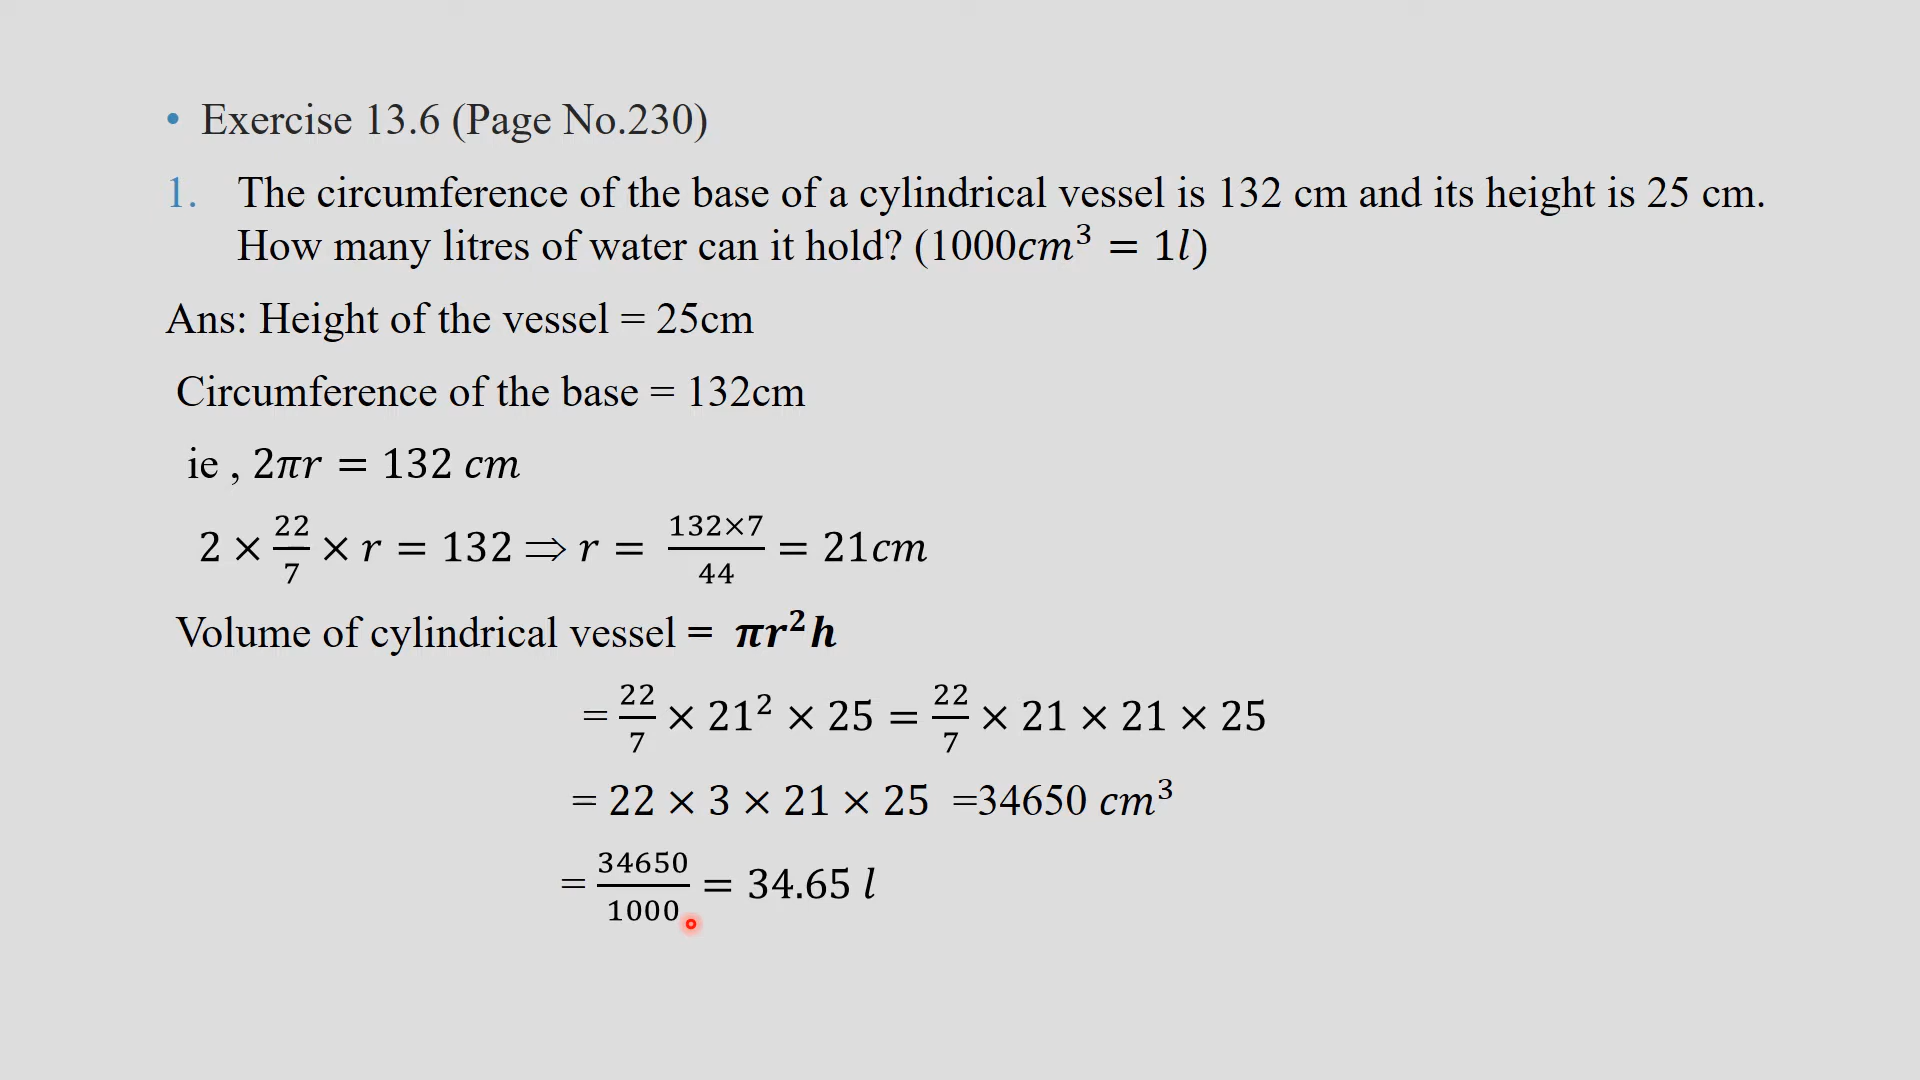 • Exercise 13.6 (Page No.230)
1. The circumference of the base of a cylindrical vessel is 132 cm and its height is 25 cm.
How many litres of water can it hold? (1000cm³ = 1l)
Ans: Height of the vessel = 25cm
Circumference of the base = 132cm
ie , 2πr = 132 cm
2 × 22/7 × r = 132 ⟹ r = 132×7/44 = 21cm
Volume of cylindrical vessel = πr²h
= 22/7 × 21² × 25 = 22/7 × 21 × 21 × 25
= 22 × 3 × 21 × 25 =34650 cm³
= 34650/1000 = 34.65 l